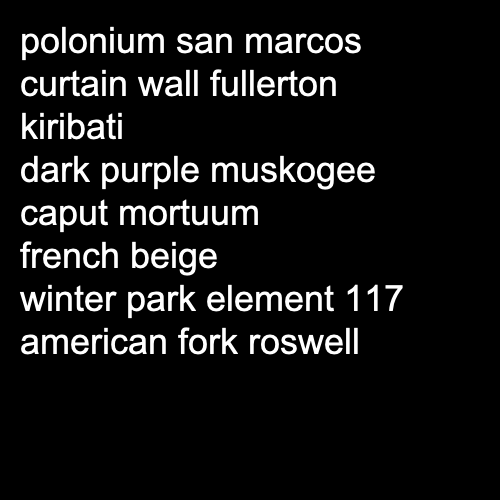 polonium san marcos
curtain wall fullerton
kiribati
dark purple muskogee
caput mortuum
french beige
winter park element 117
american fork roswell